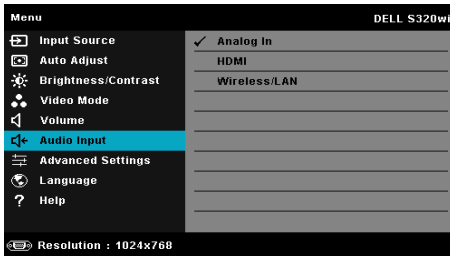 Menu DELL S320wi
Input Source
Auto Adjust
Brightness/Contrast
Video Mode
Volume
Audio Input
Advanced Settings
Language
Help
Analog In
HDMI
Wireless/LAN
Resolution : 1024x768